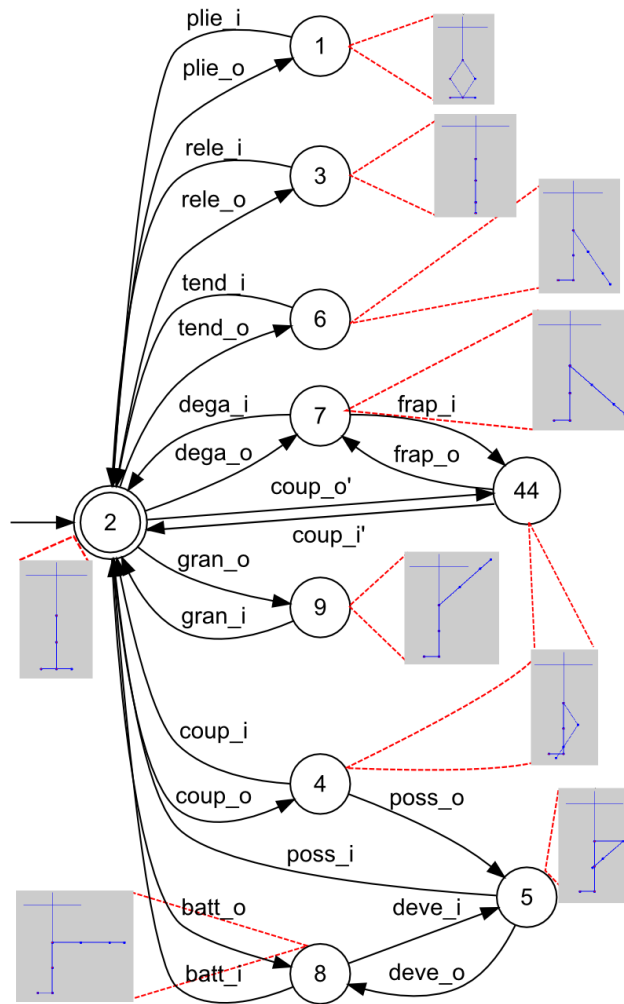 plie_i
1
plie_o
rele_i
3
rele_o
tend_i
6
tend_o
dega_i
7
frap_i
dega_o
frap_o
44
coup_o'
2
coup_i'
gran_o
9
gran_i
coup_i
4
coup_o
poss_o
poss_i
5
batt_o
deve_i
8
batt_i
deve_o